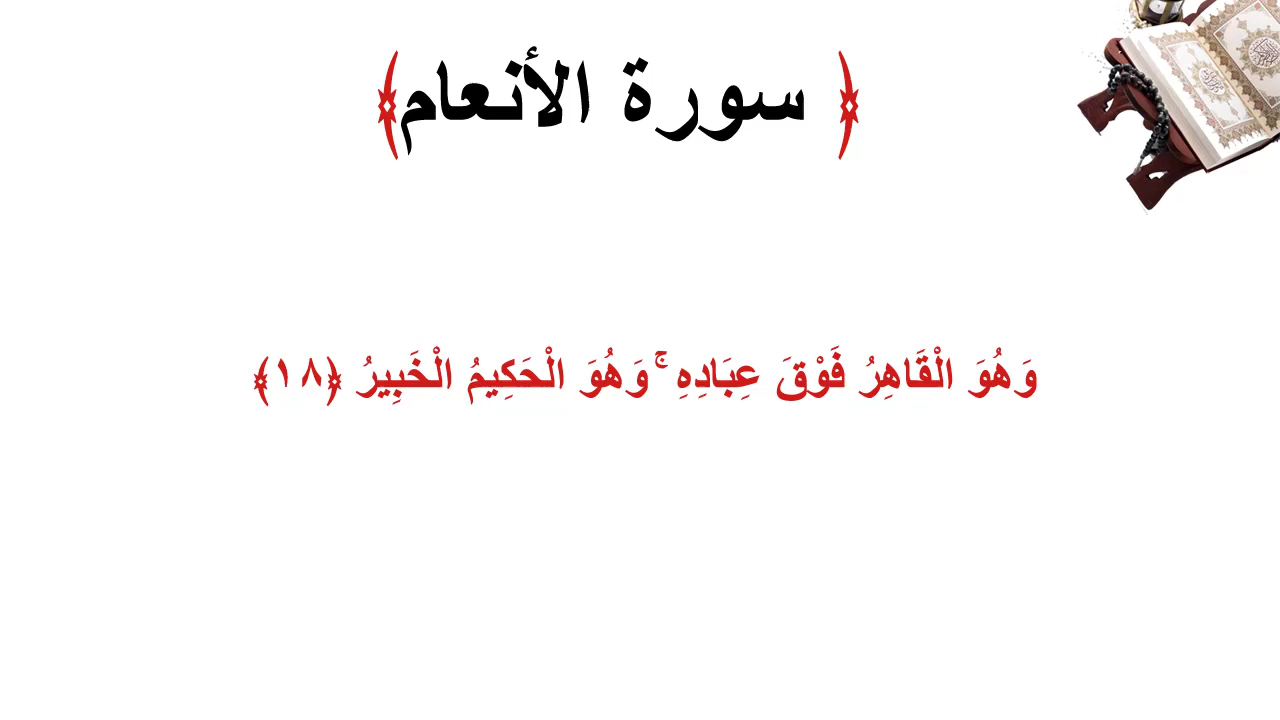 ﴿ سورة الأنعام﴾
وَهُوَ الْقَاهِرُ فَوْقَ عِبَادِهِ ۚ وَهُوَ الْحَكِيمُ الْخَبِيرُ ﴿١٨﴾